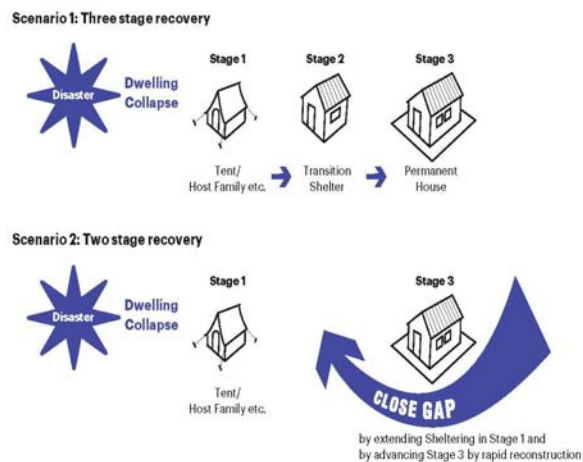 Scenario 1: Three stage recovery
Disaster
Dwelling
Collapse
Stage 1
Tent/
Host Family etc.
Stage 2
Transition
Shelter
Stage 3
Permanent
House
Scenario 2: Two stage recovery
Disaster
Dwelling
Collapse
Stage 1
Tent/
Host Family etc.
Stage 3
CLOSE GAP
by extending Sheltering in Stage 1 and
by advancing Stage 3 by rapid reconstruction